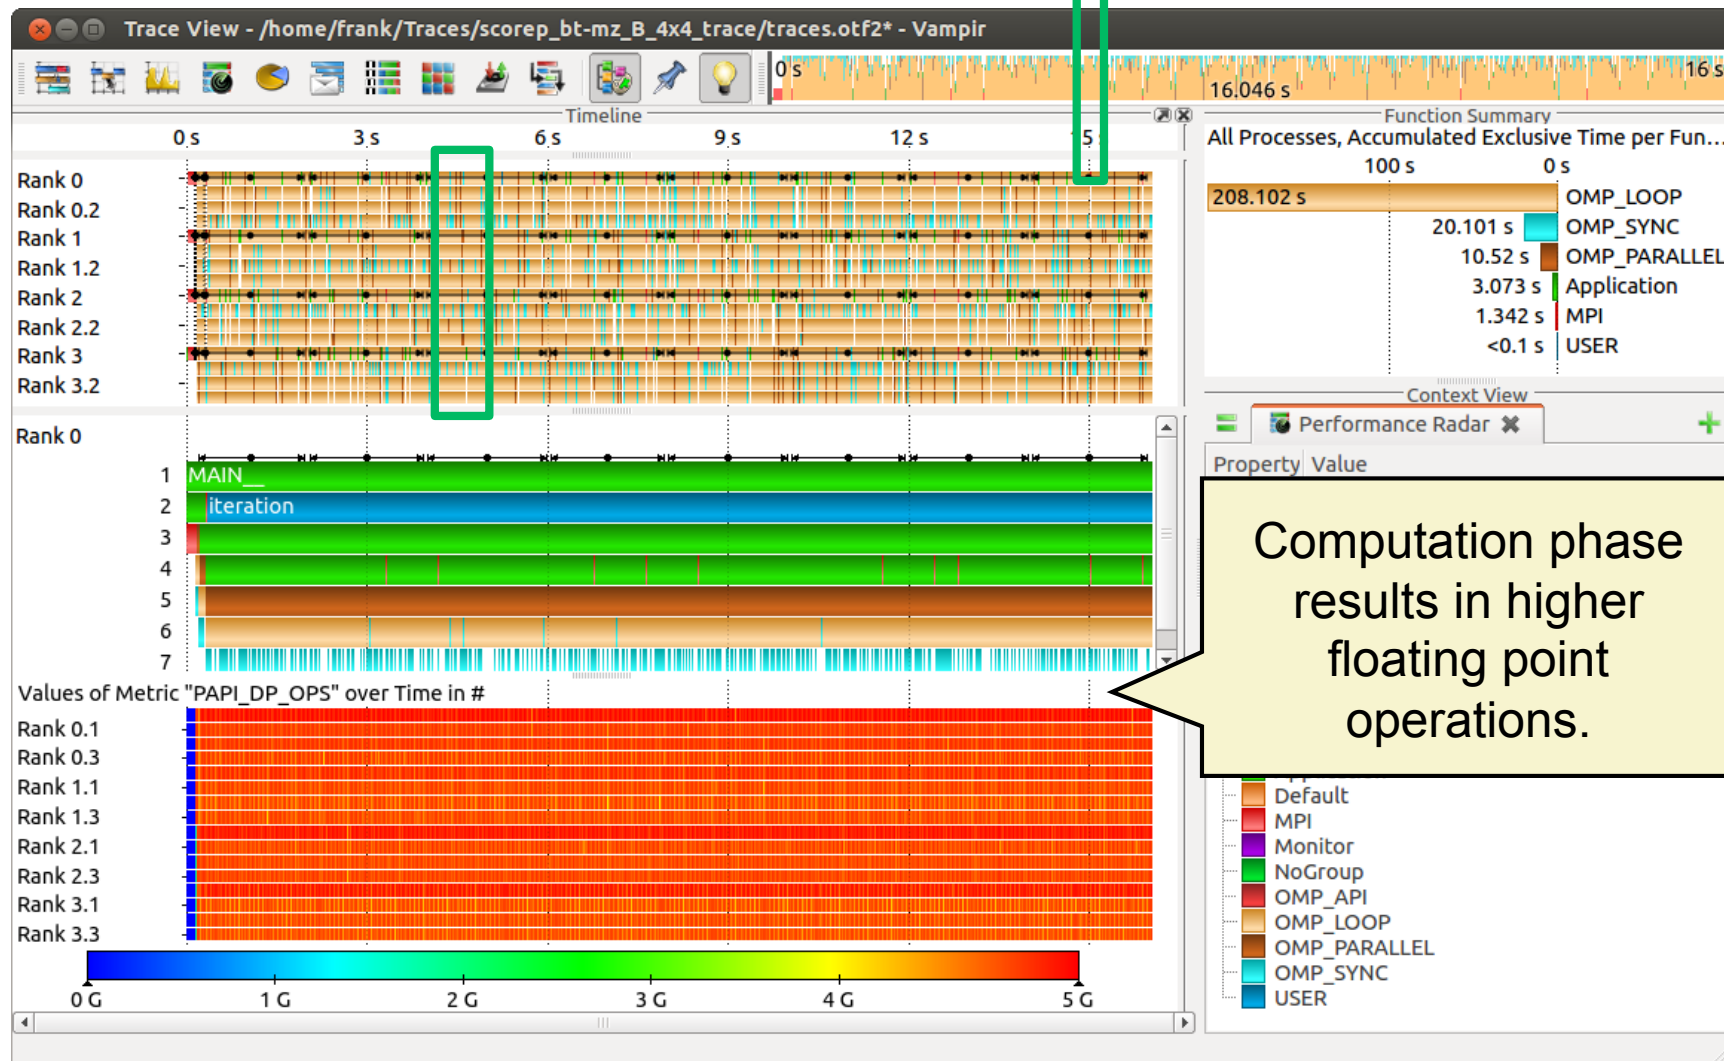 Trace View - /home/frank/Traces/scorep_bt-mz_B_4x4_trace/traces.otf2* - Vampir
0 s
16 s
16.046 s
Timeline
0 s 3 s 6 s 9 s 12 s
Rank 0
Rank 0.2
Rank 1
Rank 1.2
Rank 2
Rank 2.2
Rank 3
Rank 3.2
Function Summary
All Processes, Accumulated Exclusive Time per Fun...
100 s 0 s
208.102 s OMP_LOOP
20.101 s OMP_SYNC
10.52 s OMP_PARALLEL
3.073 s Application
1.342 s MPI
<0.1 s USER
Rank 0
1 MAIN__
2 iteration
3
4
5
6
7
Context View
Performance Radar
Property Value
Computation phase
results in higher
floating point
operations.
Values of Metric "PAPI_DP_OPS" over Time in #
Rank 0.1
Rank 0.3
Rank 1.1
Rank 1.3
Rank 2.1
Rank 2.3
Rank 3.1
Rank 3.3
0 G 1 G 2 G 3 G 4 G 5 G
Default
MPI
Monitor
NoGroup
OMP_API
OMP_LOOP
OMP_PARALLEL
OMP_SYNC
USER